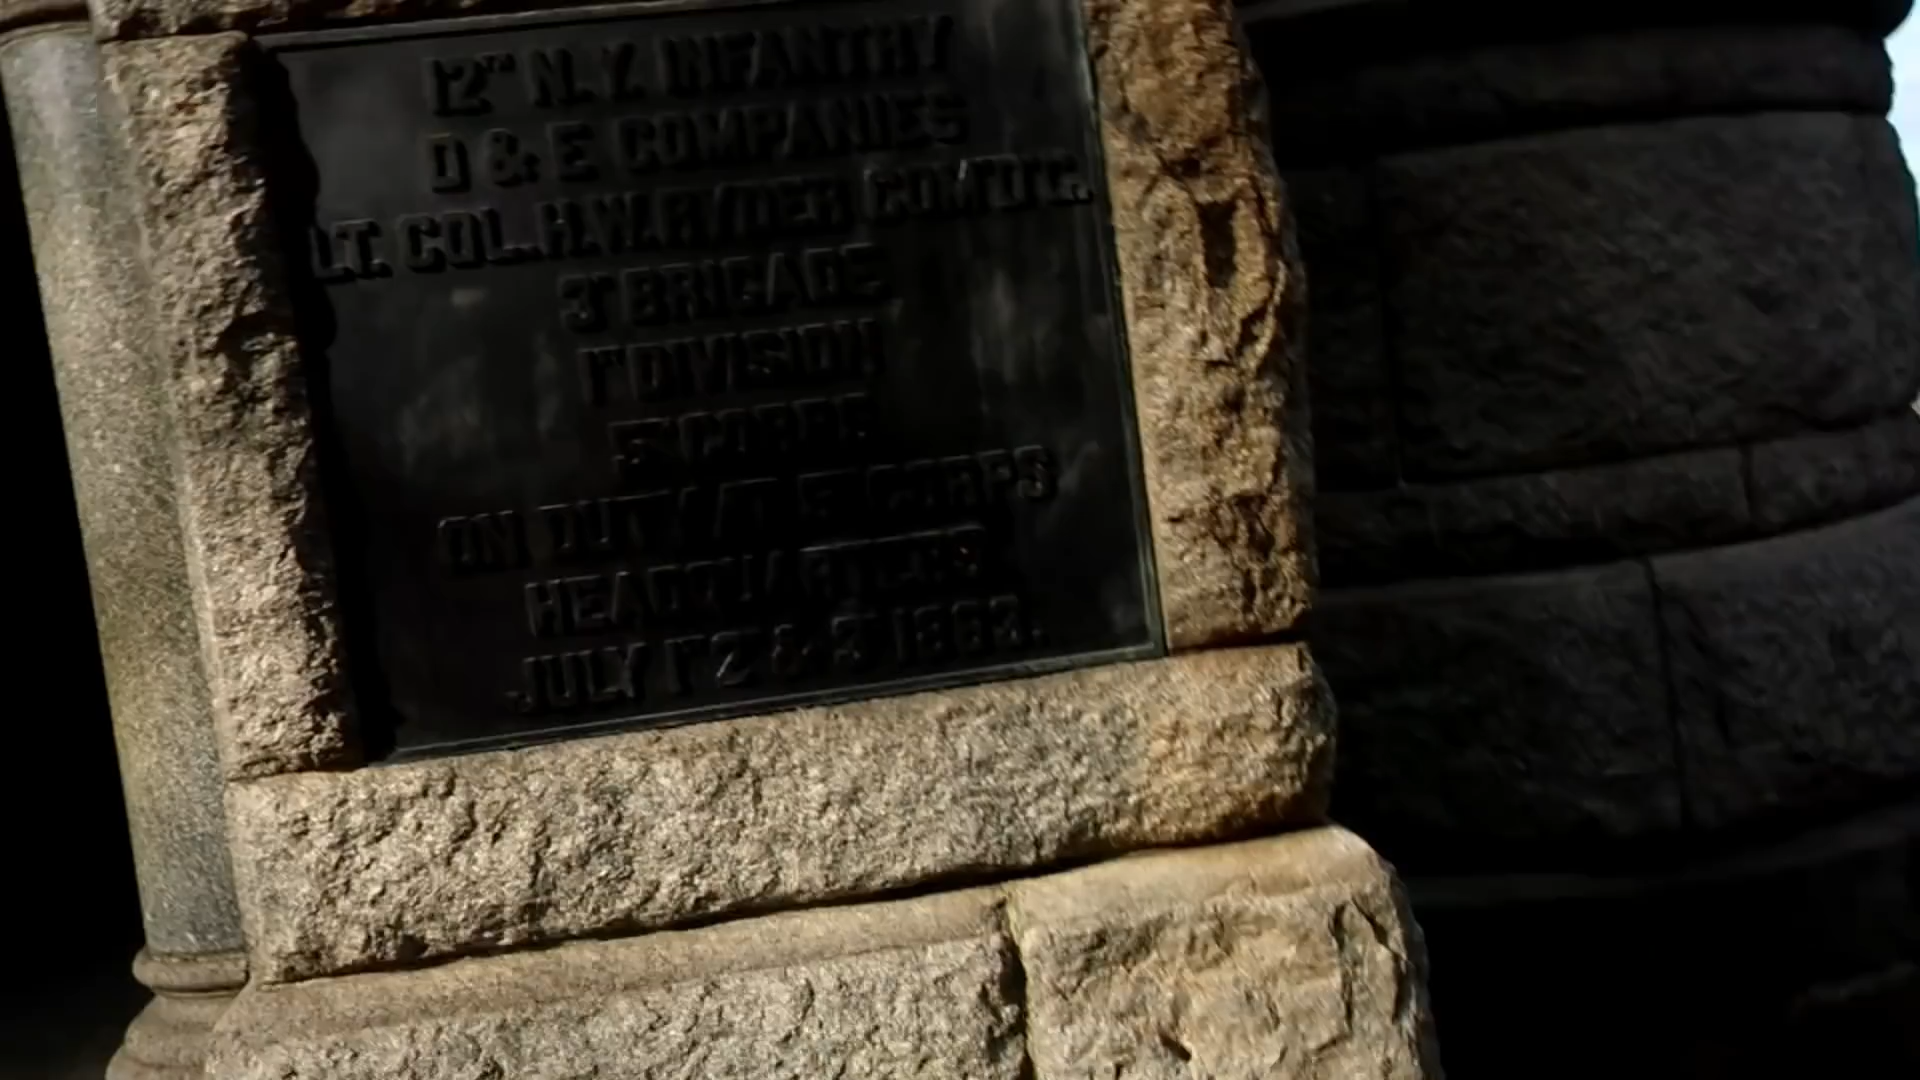 12TH N.Y. INFANTRY
D & E COMPANIES
LT. COL. H.W. RYDER COM'D'G.
3D BRIGADE
1ST DIVISION
5TH CORPS
ON DUTY AT 5TH CORPS
HEADQUARTERS
JULY 1ST 2D & 3D 1863.